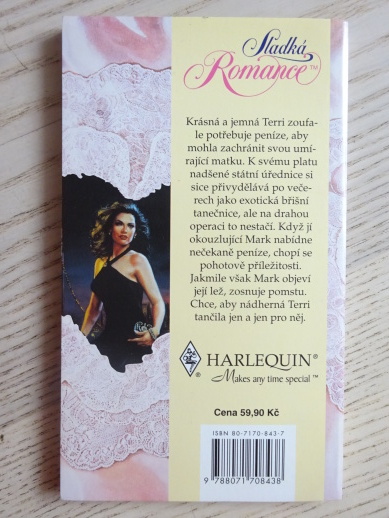 Sladká
Romance™
Krásná a jemná Terri zoufa-
le potřebuje peníze, aby
mohla zachránit svou umí-
rající matku. K svému platu
nadšené státní úřednice si
sice přivydělává po veče-
rech jako exotická břišní
tanečnice, ale na drahou
operaci to nestačí. Když jí
okouzlující Mark nabídne
nečekaně peníze, chopí se
pohotově příležitosti.
Jakmile však Mark objeví
její lež, zosnuje pomstu.
Chce, aby nádherná Terri
tančila jen a jen pro něj.
HARLEQUIN®
Makes any time special™
Cena 59,90 Kč
ISBN 80-7170-843-7
9 788071 708438